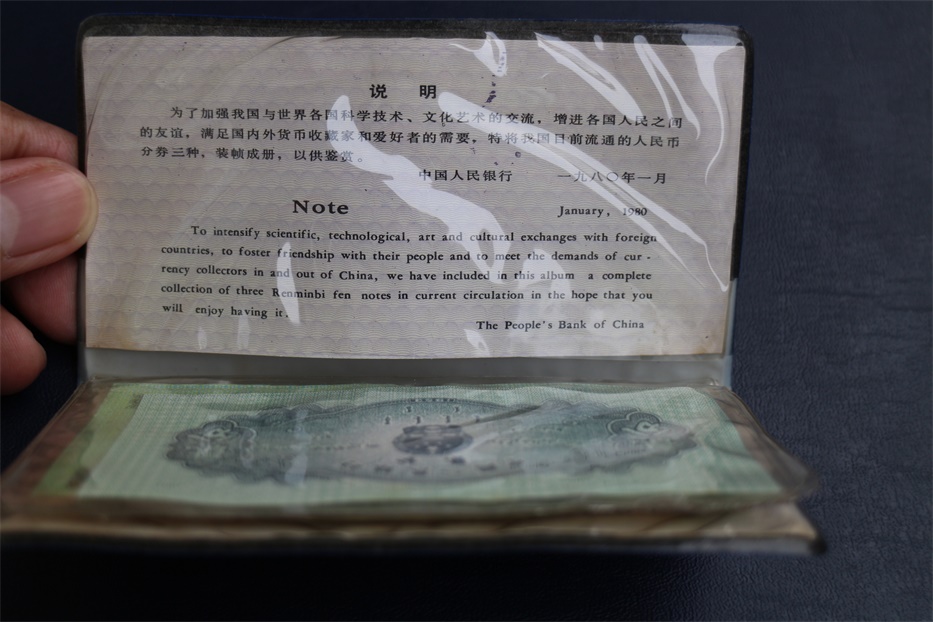 说 明
为了加强我国与世界各国科学技术、文化艺术的交流，增进各国人民之间
的友谊，满足国内外货币收藏家和爱好者的需要，特将我国目前流通的人民币
分券三种，装帧成册，以供鉴赏。
中国人民银行 一九八〇年一月
Note
January, 1980
To intensify scientific, technological, art and cultural exchanges with foreign
countries, to foster friendship with their people and to meet the demands of cur -
rency collectors in and out of China, we have included in this album a complete
collection of three Renminbi fen notes in current circulation in the hope that you
will enjoy having it.
The People's Bank of China